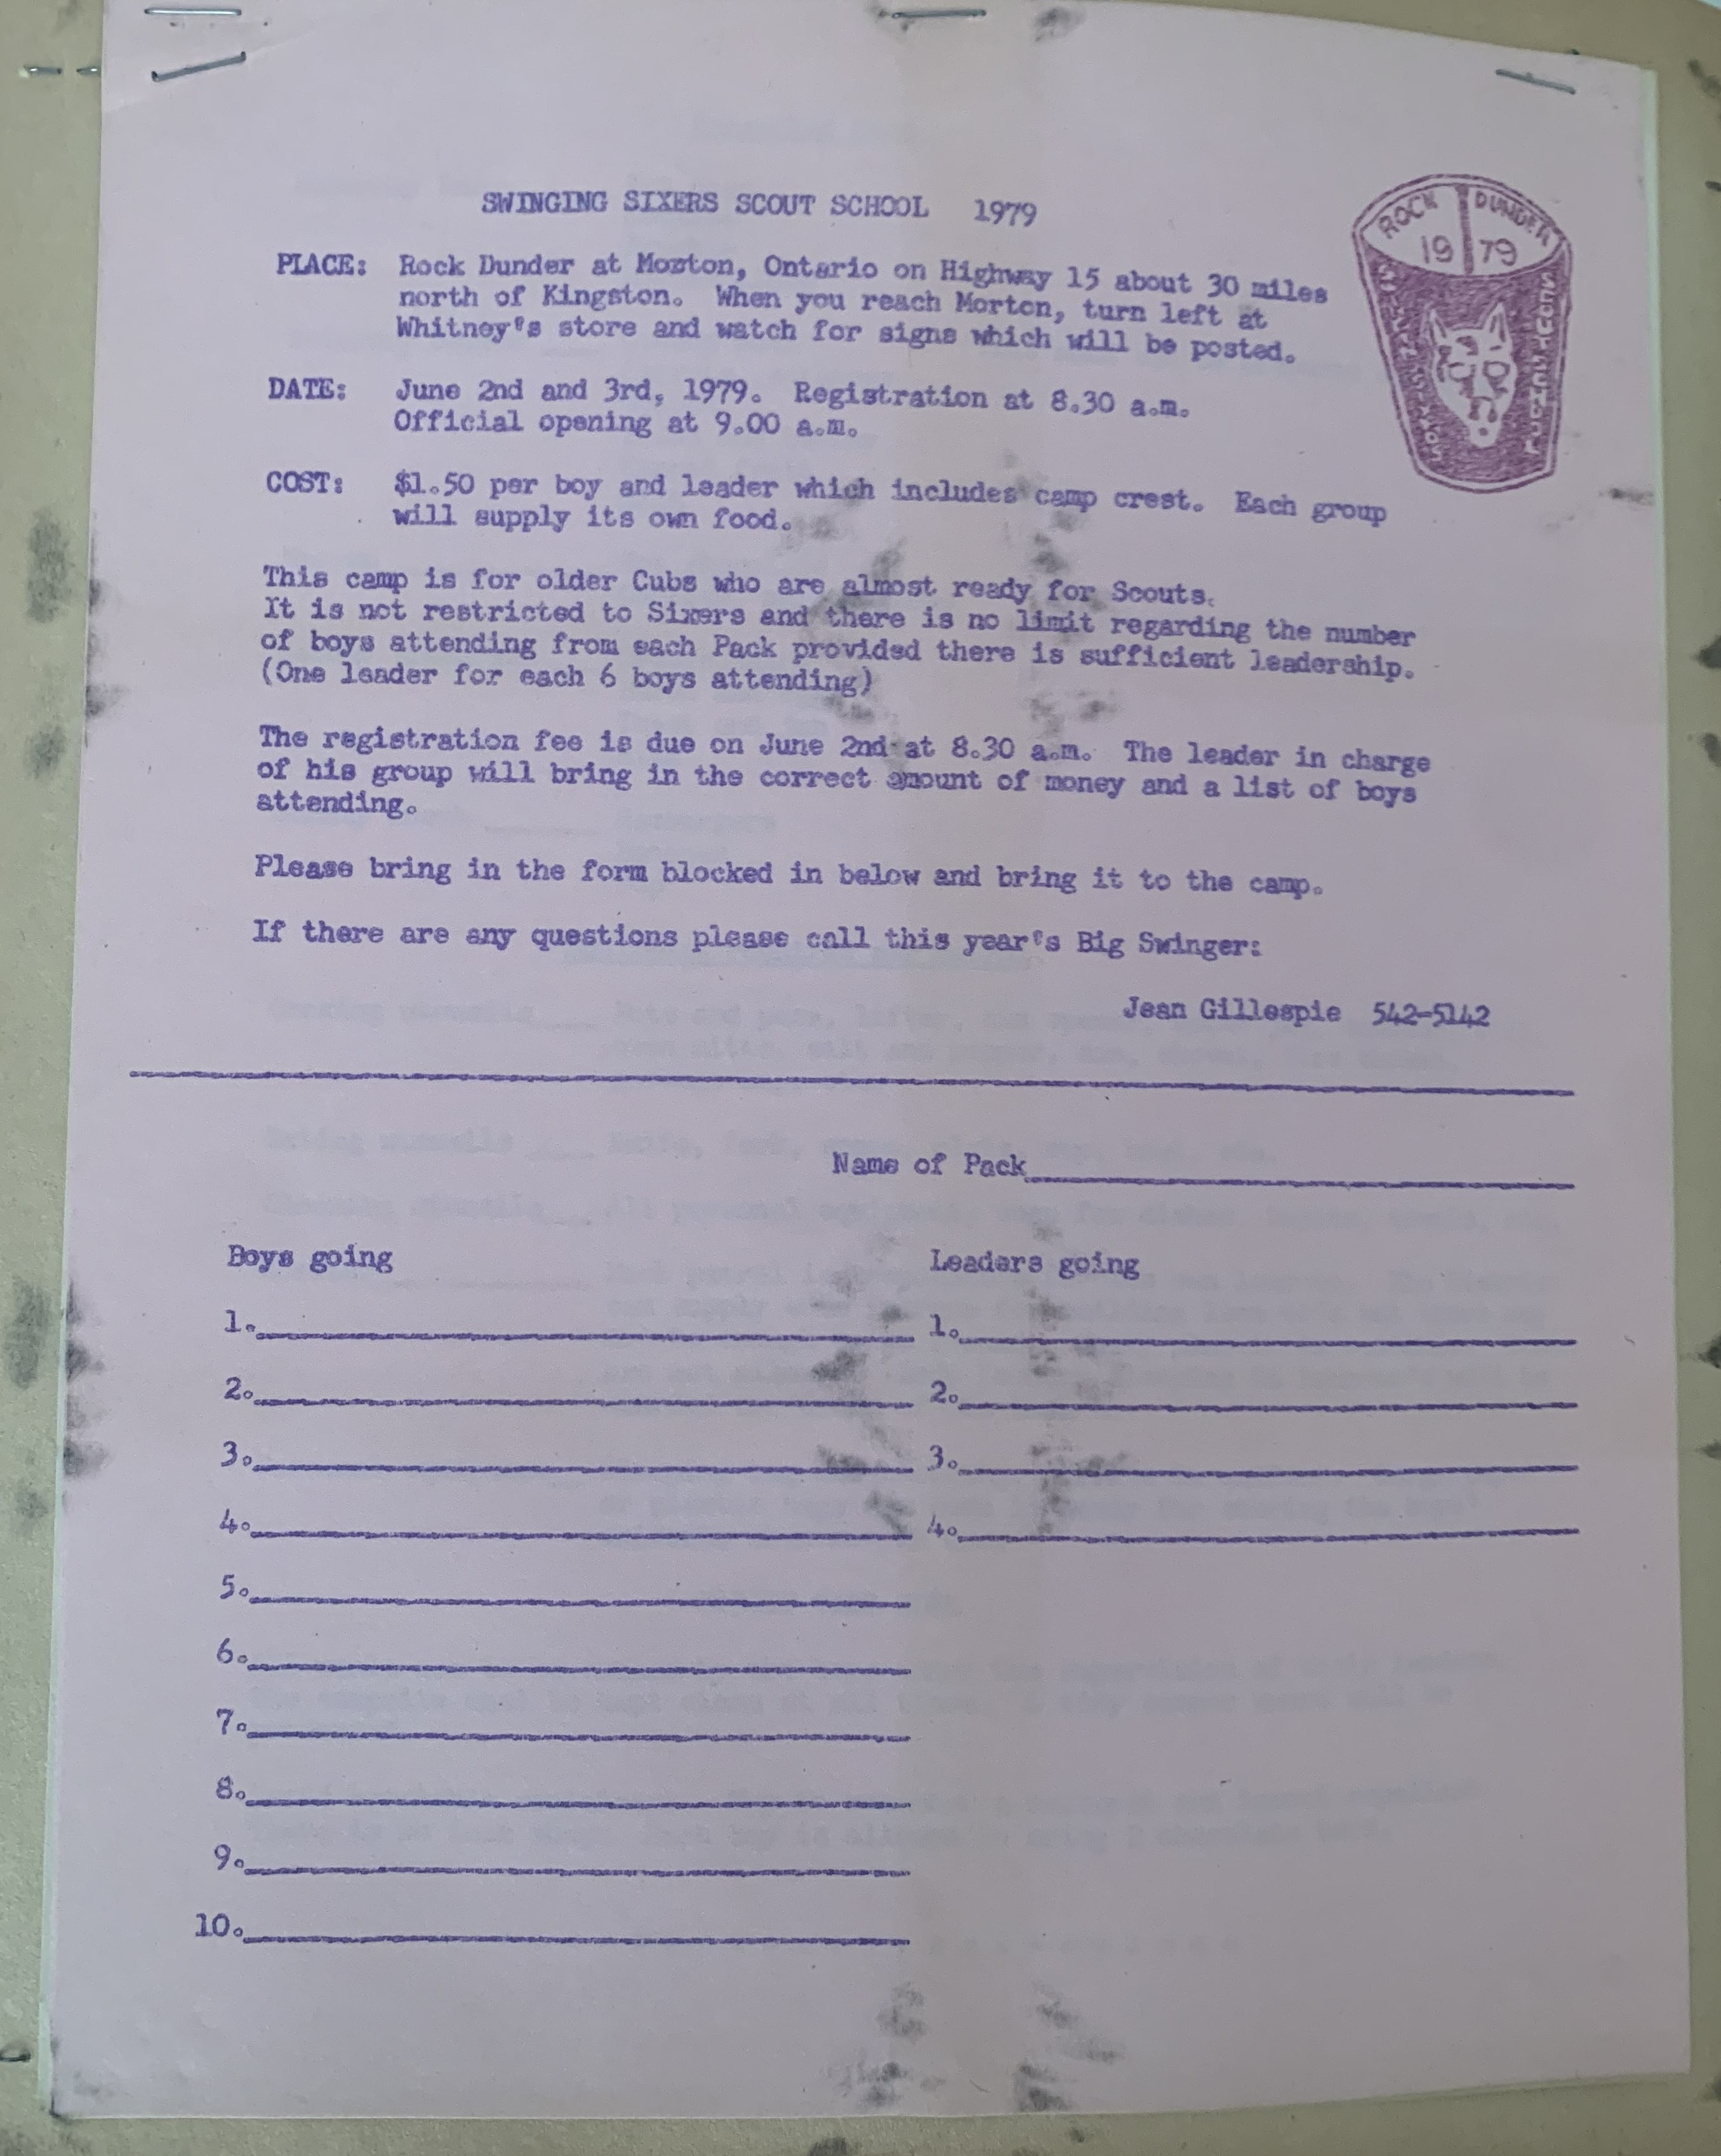 SWINGING SIXERS SCOUT SCHOOL 1979
ROCK DUNDER
19 79
PLACE: Rock Dunder at Morton, Ontario on Highway 15 about 30 miles
north of Kingston. When you reach Morton, turn left at
Whitney's store and watch for signs which will be posted.
DATE: June 2nd and 3rd, 1979. Registration at 8.30 a.m.
Official opening at 9.00 a.m.
COST: $1.50 per boy and leader which includes camp crest. Each group
will supply its own food.
This camp is for older Cubs who are almost ready for Scouts.
It is not restricted to Sixers and there is no limit regarding the number
of boys attending from each Pack provided there is sufficient leadership.
(One leader for each 6 boys attending)
The registration fee is due on June 2nd at 8.30 a.m. The leader in charge
of his group will bring in the correct amount of money and a list of boys
attending.
Please bring in the form blocked in below and bring it to the camp.
If there are any questions please call this year's Big Swinger:
Jean Gillespie 542-5142
Name of Pack
Boys going Leaders going
1. 1.
2. 2.
3. 3.
4. 4.
5.
6.
7.
8.
9.
10.